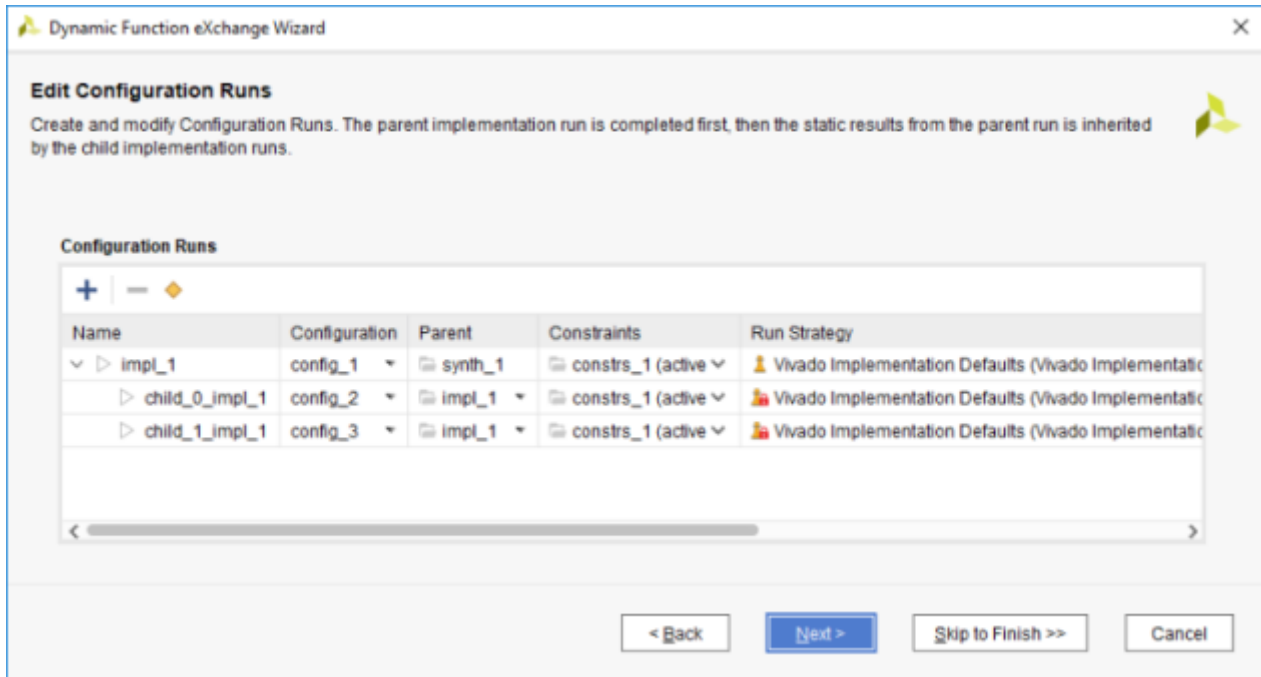 Dynamic Function eXchange Wizard
Edit Configuration Runs
Create and modify Configuration Runs. The parent implementation run is completed first, then the static results from the parent run is inherited
by the child implementation runs.
Configuration Runs
Name Configuration Parent Constraints Run Strategy
impl_1 config_1 synth_1 constrs_1 (active Vivado Implementation Defaults (Vivado Implementatic
child_0_impl_1 config_2 impl_1 constrs_1 (active Vivado Implementation Defaults (Vivado Implementatic
child_1_impl_1 config_3 impl_1 constrs_1 (active Vivado Implementation Defaults (Vivado Implementatic
< Back Next > Skip to Finish >> Cancel